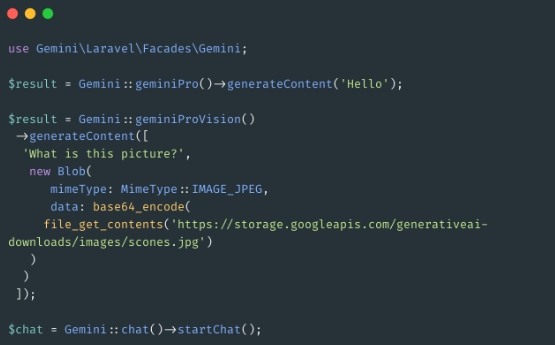 use Gemini\Laravel\Facades\Gemini;
$result = Gemini::geminiPro()->generateContent('Hello');
$result = Gemini::geminiProVision()
->generateContent([
'What is this picture?',
new Blob(
mimeType: MimeType::IMAGE_JPEG,
data: base64_encode(
file_get_contents('https://storage.googleapis.com/generativeai-
downloads/images/scones.jpg')
)
)
]);
$chat = Gemini::chat()->startChat();